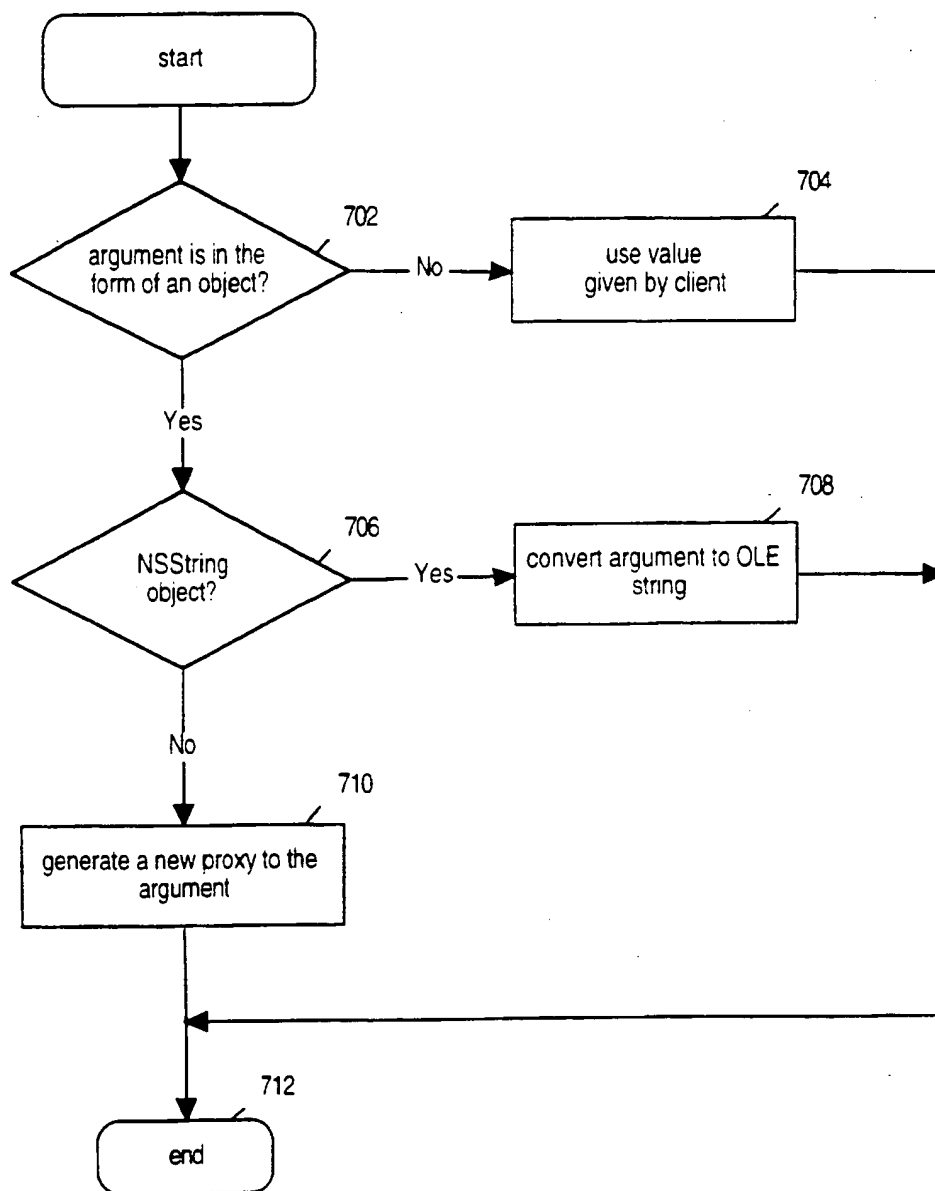 start
702
argument is in the
form of an object?
No
704
use value
given by client
Yes
706
NSString
object?
Yes
708
convert argument to OLE
string
No
710
generate a new proxy to the
argument
712
end